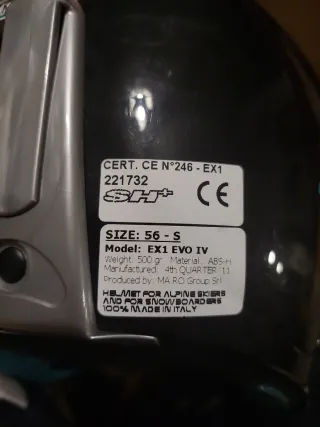 CERT. CE N°246 - EX1
221732
SH+ CE
SIZE: 56 - S
Model: EX1 EVO IV
Weight: 500 gr Material: ABS-H
Manufactured: 4th QUARTER 11
Produced by: MA.RO Group Srl
HELMET FOR ALPINE SKIERS
AND FOR SNOWBOARDERS
100% MADE IN ITALY